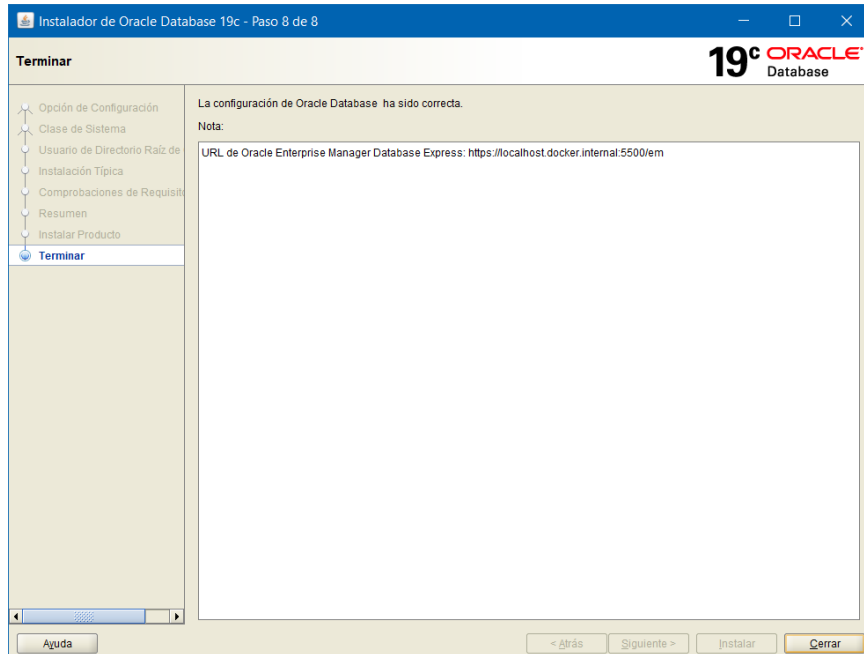 Instalador de Oracle Database 19c - Paso 8 de 8
Terminar
19c ORACLE
Database
Opción de Configuración
Clase de Sistema
Usuario de Directorio Raíz de
Instalación Típica
Comprobaciones de Requisito
Resumen
Instalar Producto
Terminar
La configuración de Oracle Database ha sido correcta.
Nota:
URL de Oracle Enterprise Manager Database Express: https://localhost.docker.internal:5500/em
Ayuda
< Atrás
Siguiente >
Instalar
Cerrar